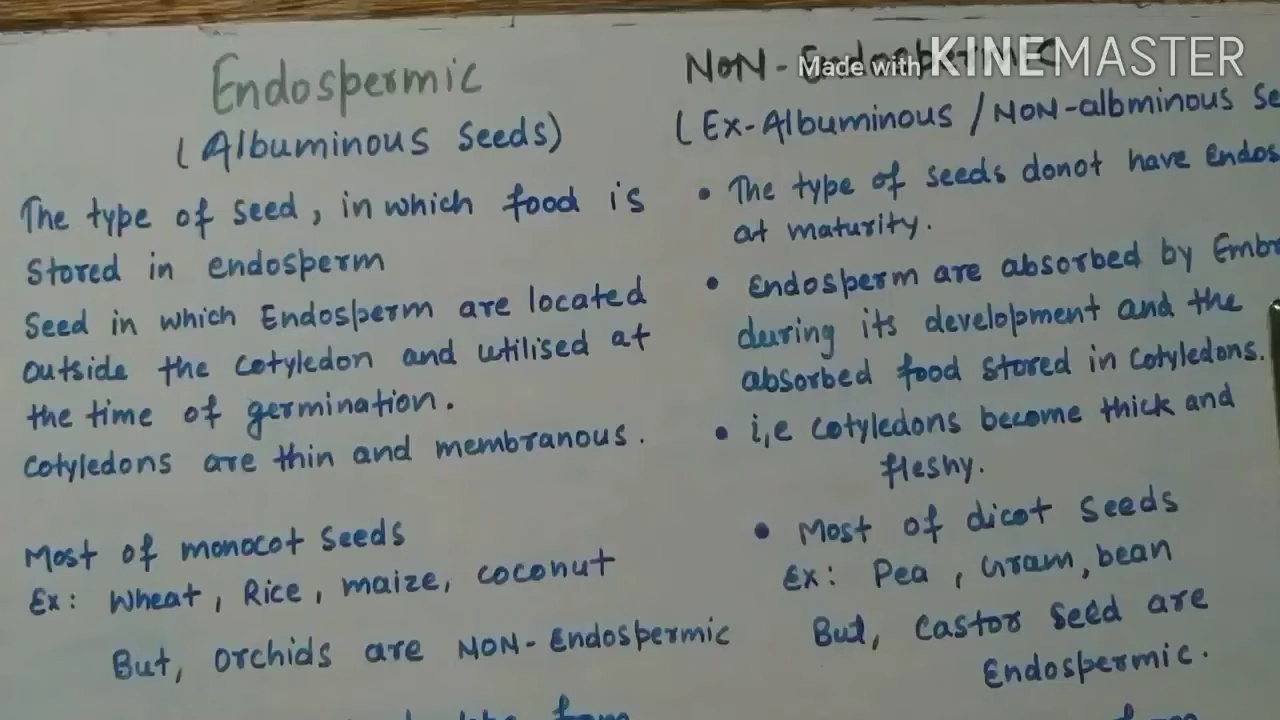 Endospermic
(Albuminous Seeds)
The type of seed, in which food is
stored in endosperm
Seed in which Endosperm are located
outside the cotyledon and utilised at
the time of germination.
cotyledons are thin and membranous.
Most of monocot seeds
Ex: Wheat, Rice, maize, coconut
But, orchids are NON-Endospermic
Made with KINEMASTER
NON-Endospermic
(Ex-Albuminous / NON-albminous Se
• The type of seeds donot have Endos
at maturity.
• Endosperm are absorbed by Embr
during its development and the
absorbed food stored in cotyledons.
• i,e cotyledons become thick and
fleshy.
• Most of dicot seeds
Ex: Pea, Gram, bean
But, castor seed are
Endospermic.